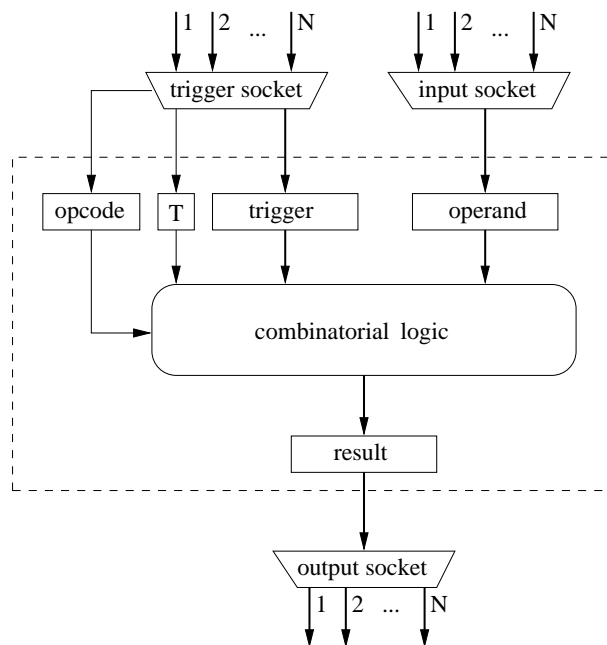 1 2 ... N 1 2 ... N
trigger socket input socket
opcode T trigger operand
combinatorial logic
result
output socket
1 2 ... N